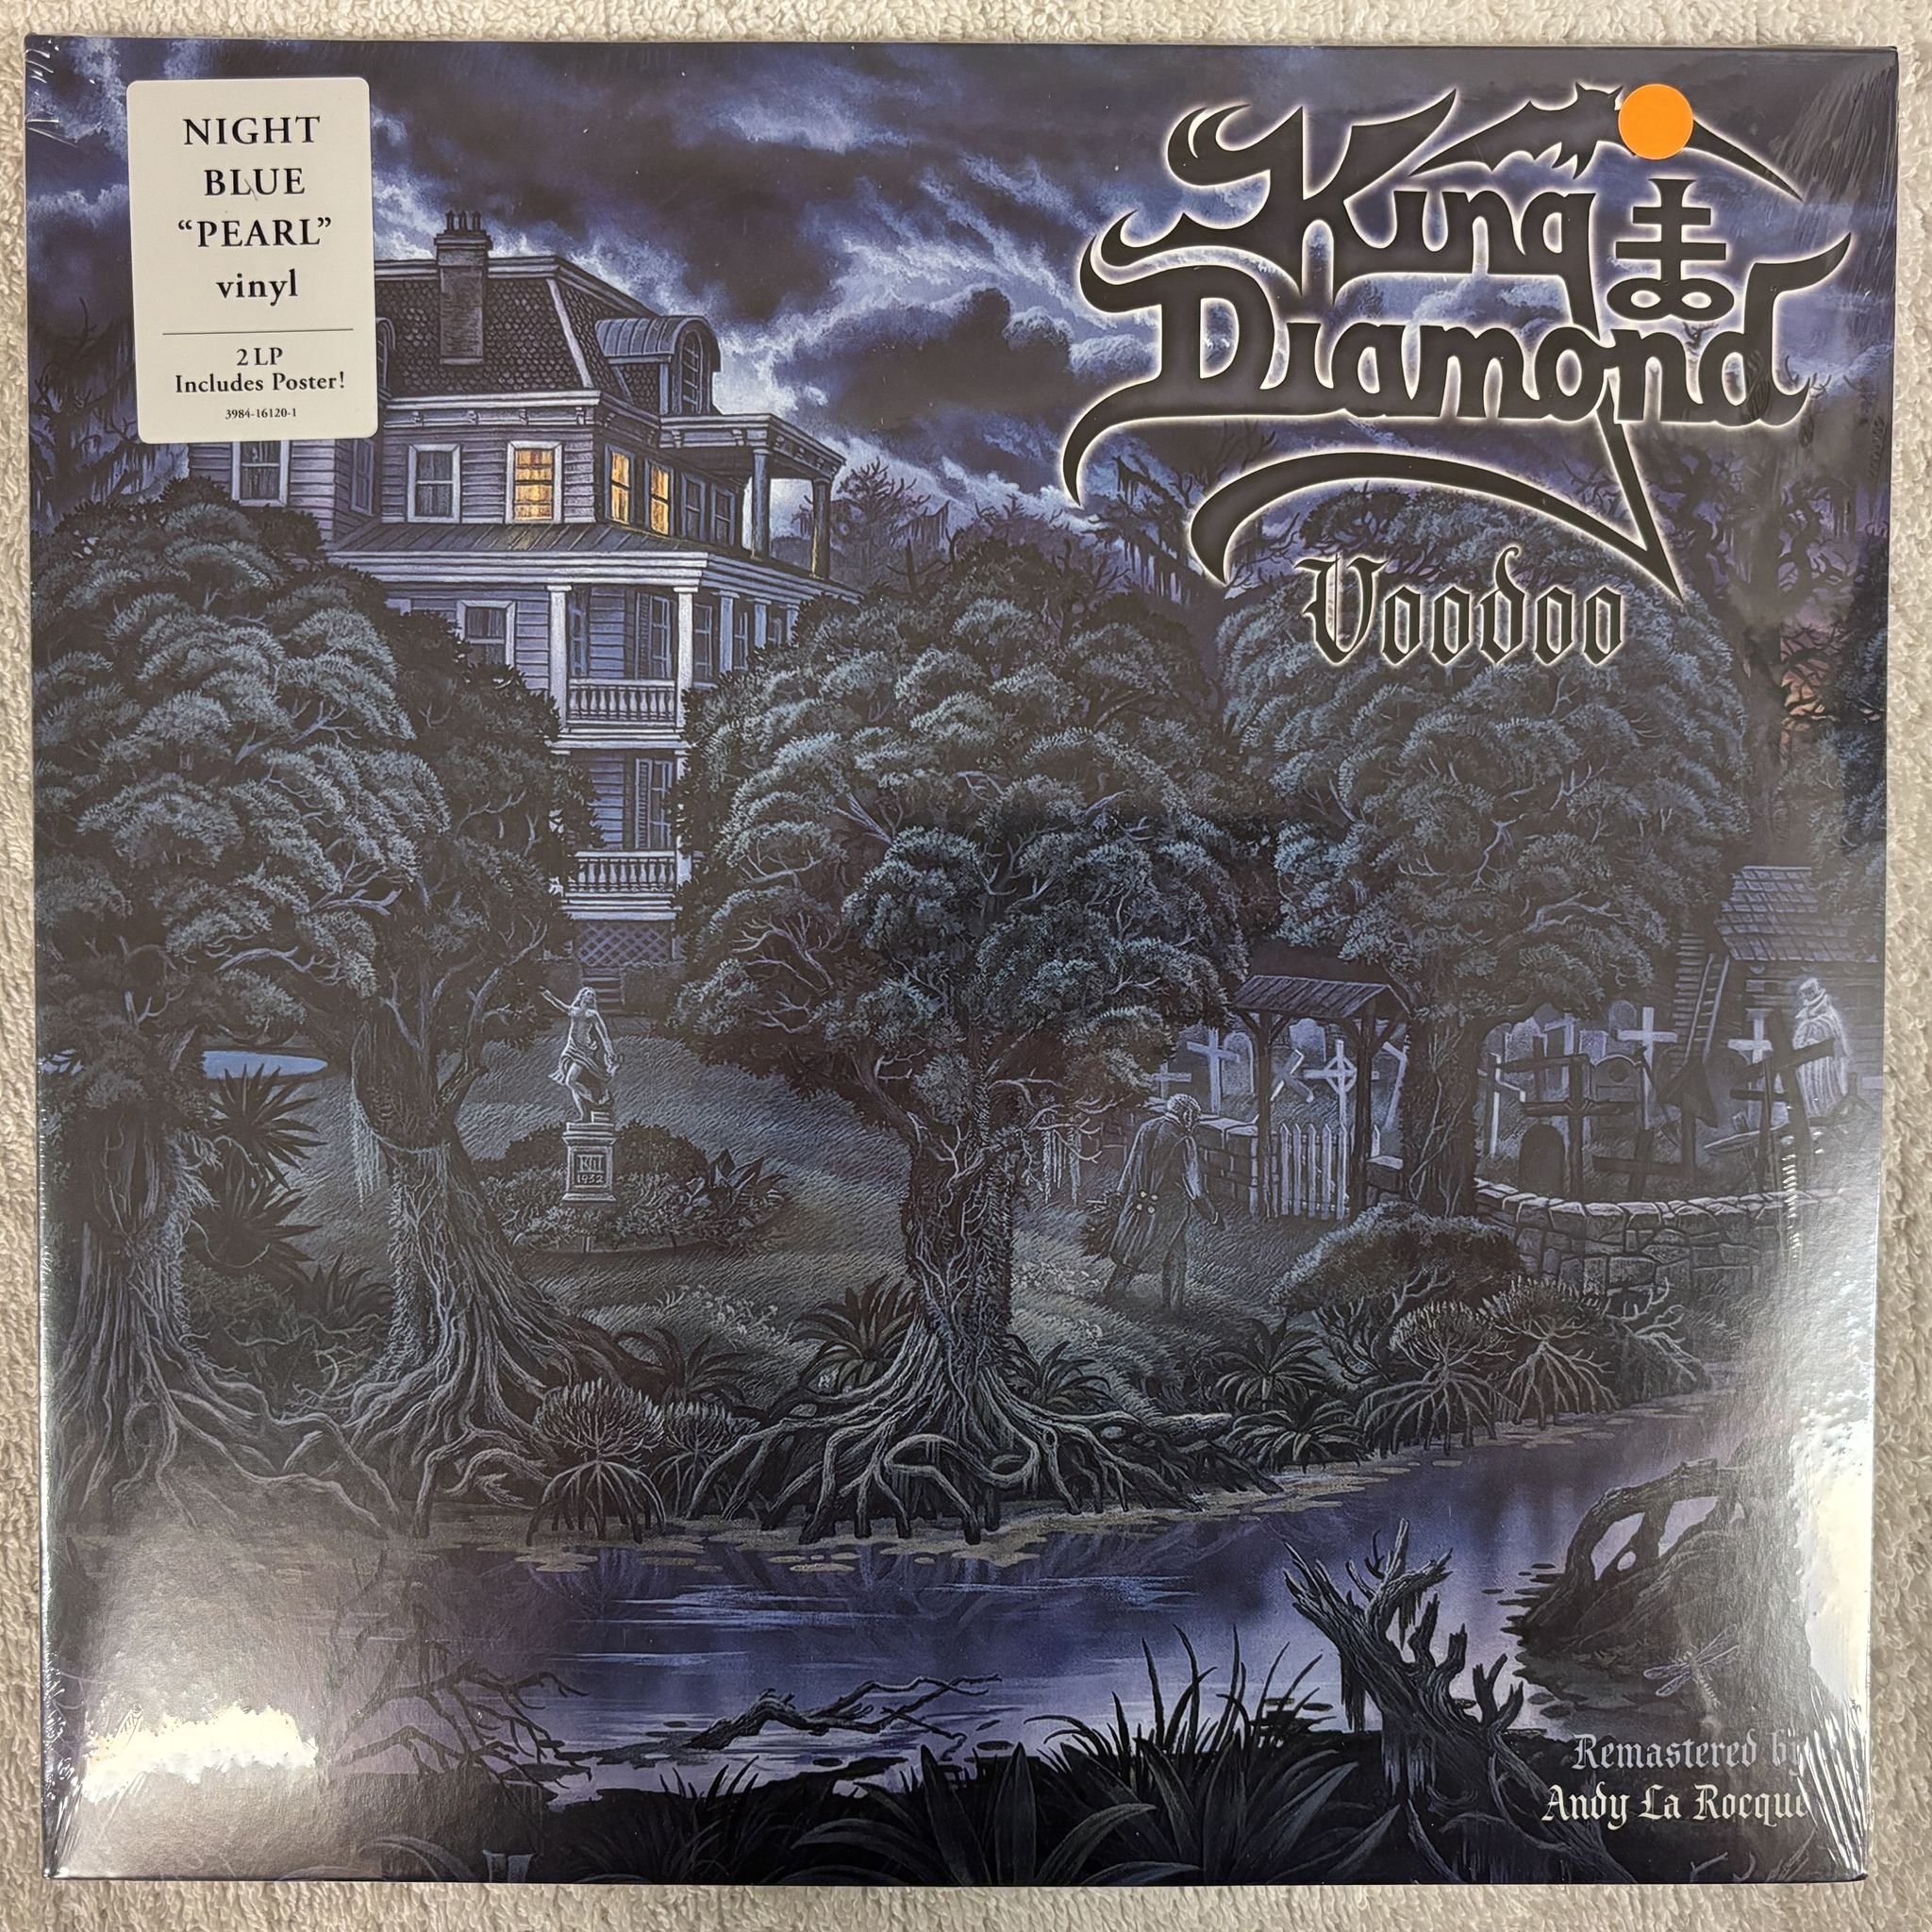 NIGHT
BLUE
“PEARL”
vinyl
2 LP
Includes Poster!
3984-16120-1
King
Diamond
Voodoo
1932
Remastered by
Andy La Rocque